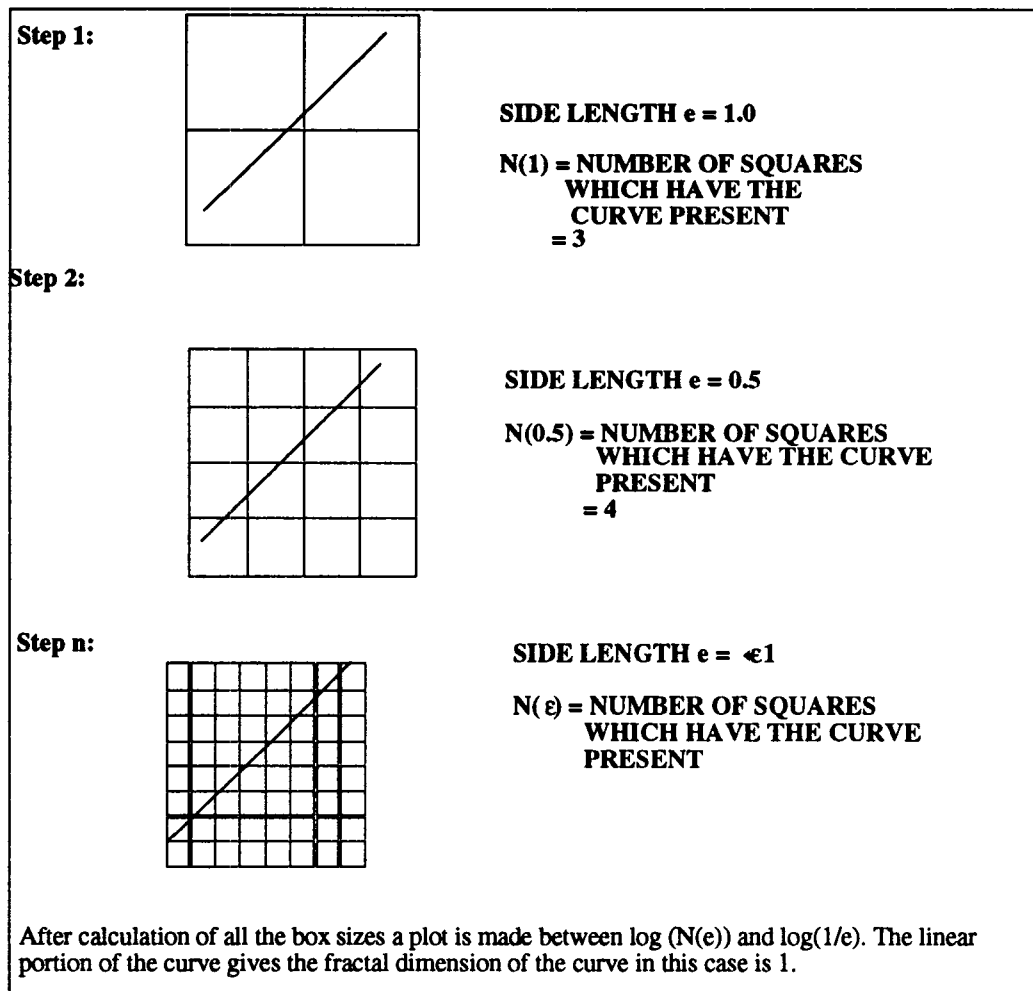 Step 1:
SIDE LENGTH e = 1.0
N(1) = NUMBER OF SQUARES
WHICH HAVE THE
CURVE PRESENT
= 3
Step 2:
SIDE LENGTH e = 0.5
N(0.5) = NUMBER OF SQUARES
WHICH HAVE THE CURVE
PRESENT
= 4
Step n:
SIDE LENGTH e = <ε1
N( ε) = NUMBER OF SQUARES
WHICH HAVE THE CURVE
PRESENT
After calculation of all the box sizes a plot is made between log (N(e)) and log(1/e). The linear
portion of the curve gives the fractal dimension of the curve in this case is 1.